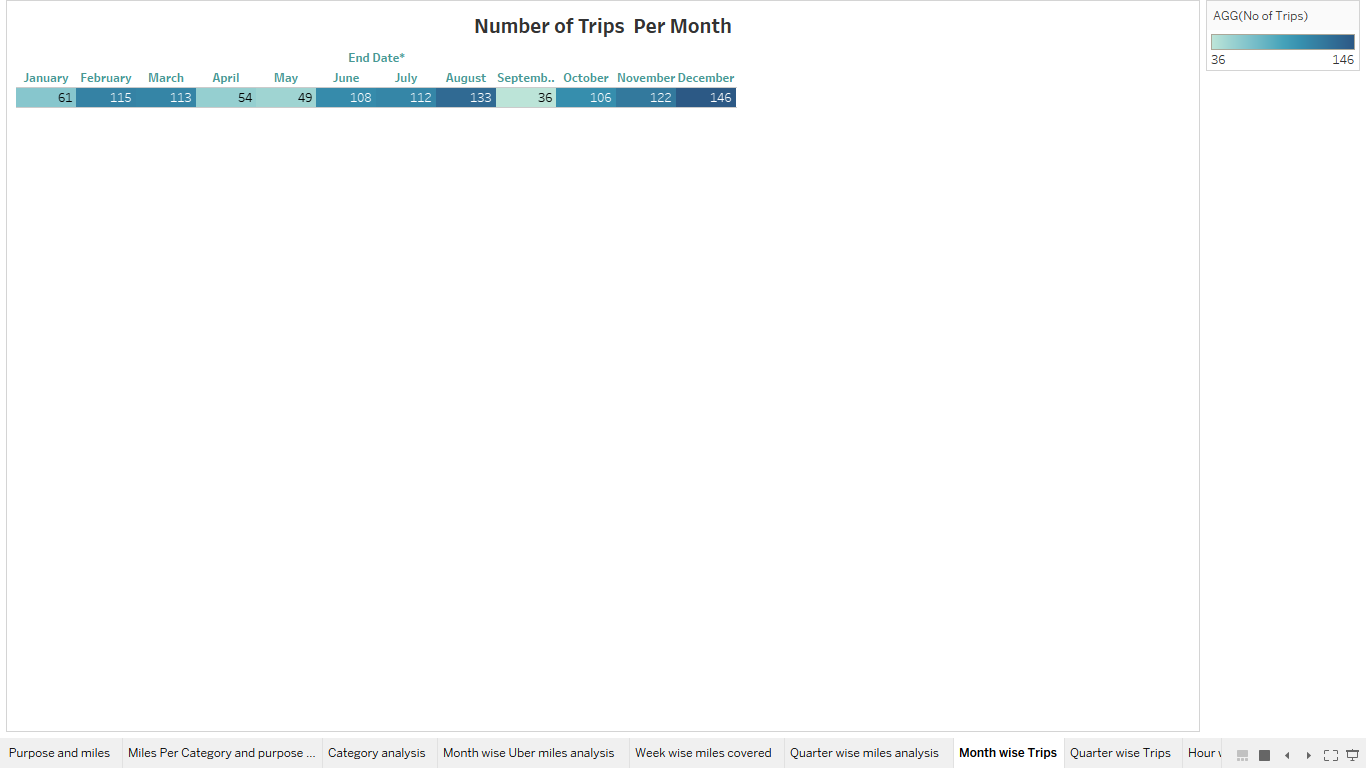 Number of Trips Per Month
AGG(No of Trips)
36 146
End Date*
January February March April May June July August Septemb.. October November December
61 115 113 54 49 108 112 133 36 106 122 146
Purpose and miles Miles Per Category and purpose ... Category analysis Month wise Uber miles analysis Week wise miles covered Quarter wise miles analysis Month wise Trips Quarter wise Trips Hour